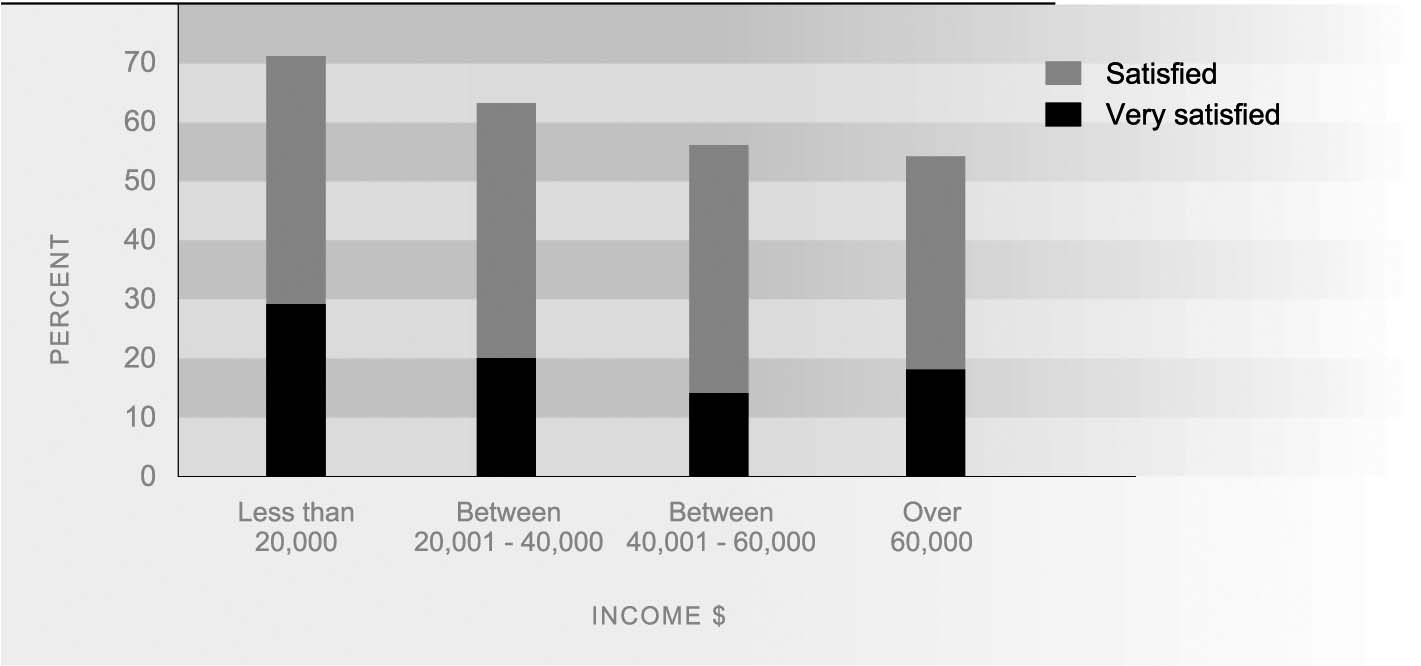 70
Satisfied
Very satisfied
60
50
40
30
20
10
0
PERCENT
Less than
20,000
Between
20,001 - 40,000
Between
40,001 - 60,000
Over
60,000
INCOME $